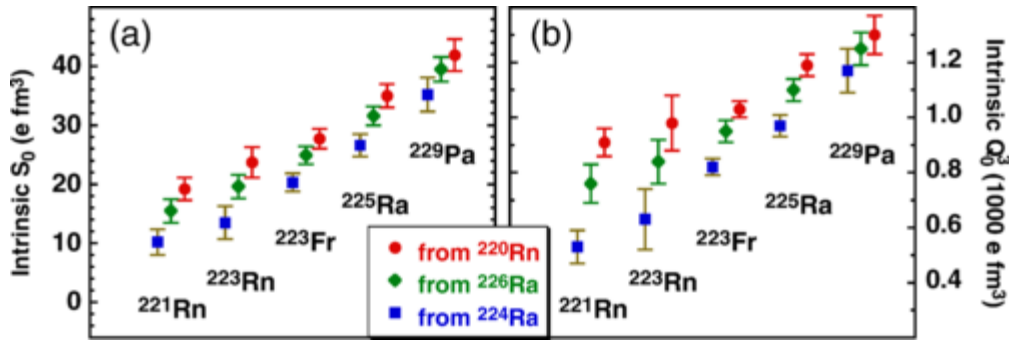 (a)
(b)
Intrinsic S₀ (e fm³)
40
30
20
10
0
²²¹Rn
²²³Rn
²²³Fr
²²⁵Ra
²²⁹Pa
from ²²⁰Rn
from ²²⁶Ra
from ²²⁴Ra
²²¹Rn
²²³Rn
²²³Fr
²²⁵Ra
²²⁹Pa
1.2
1.0
0.8
0.6
0.4
Intrinsic Q₀³ (1000 e fm³)